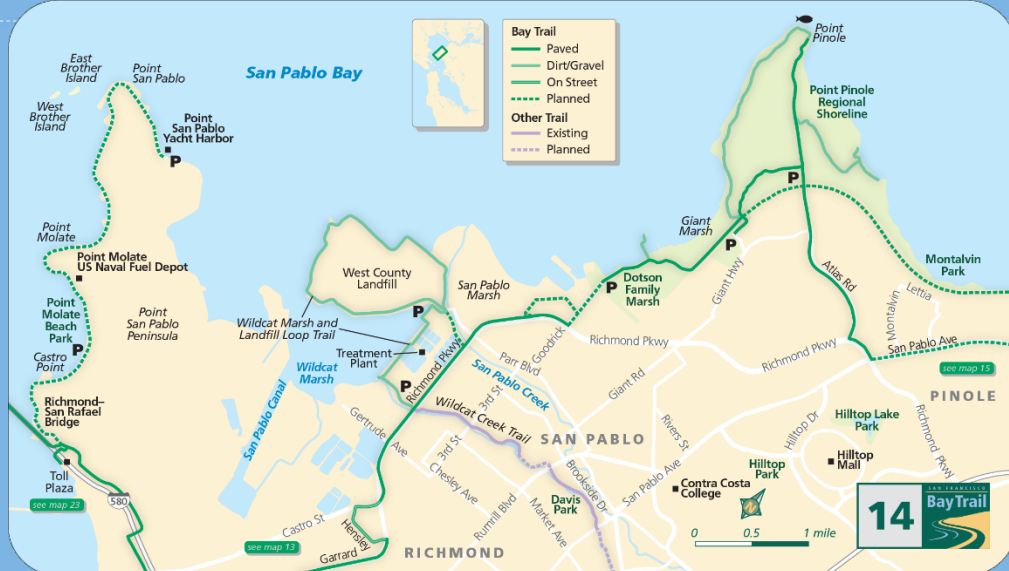 East
Brother
Island
Point
San Pablo
San Pablo Bay
West
Brother
Island
Point
San Pablo
Yacht Harbor
P
Bay Trail
Paved
Dirt/Gravel
On Street
Planned
Other Trail
Existing
Planned
Point
Pinole
Point Pinole
Regional
Shoreline
P
Giant
Marsh
P
Point
Molate
Point Molate
US Naval Fuel Depot
Point
Molate
Beach
Park
P
Castro
Point
Point
San Pablo
Peninsula
West County
Landfill
San Pablo
Marsh
P
Wildcat Marsh and
Landfill Loop Trail
Treatment
Plant
Wildcat
Marsh
P
Dotson
Family
Marsh
P
Giant Hwy
Atlas Rd
Montalvin
Park
Lettia
Montalvin
San Pablo Ave
see map 15
PINOLE
Richmond Pkwy
Richmond Pkwy
Richmond Pkwy
Richmond Pkwy
Goodrick
Parr Blvd
San Pablo Creek
3rd St
Giant Rd
Richmond–
San Rafael
Bridge
San Pablo Canal
Gertrude Ave
Wildcat Creek Trail
SAN PABLO
Rivers St
Hilltop Dr
Hilltop Lake
Park
Hilltop
Mall
Hilltop
Park
Toll
Plaza
see map 23
580
3rd St
Chesley Ave
Rumrill Blvd
Market Ave
Brookside Dr
Davis
Park
San Pablo Ave
Contra Costa
College
Castro St
Hensley
Garrard
see map 13
RICHMOND
0 0.5 1 mile
14
SAN FRANCISCO
Bay Trail